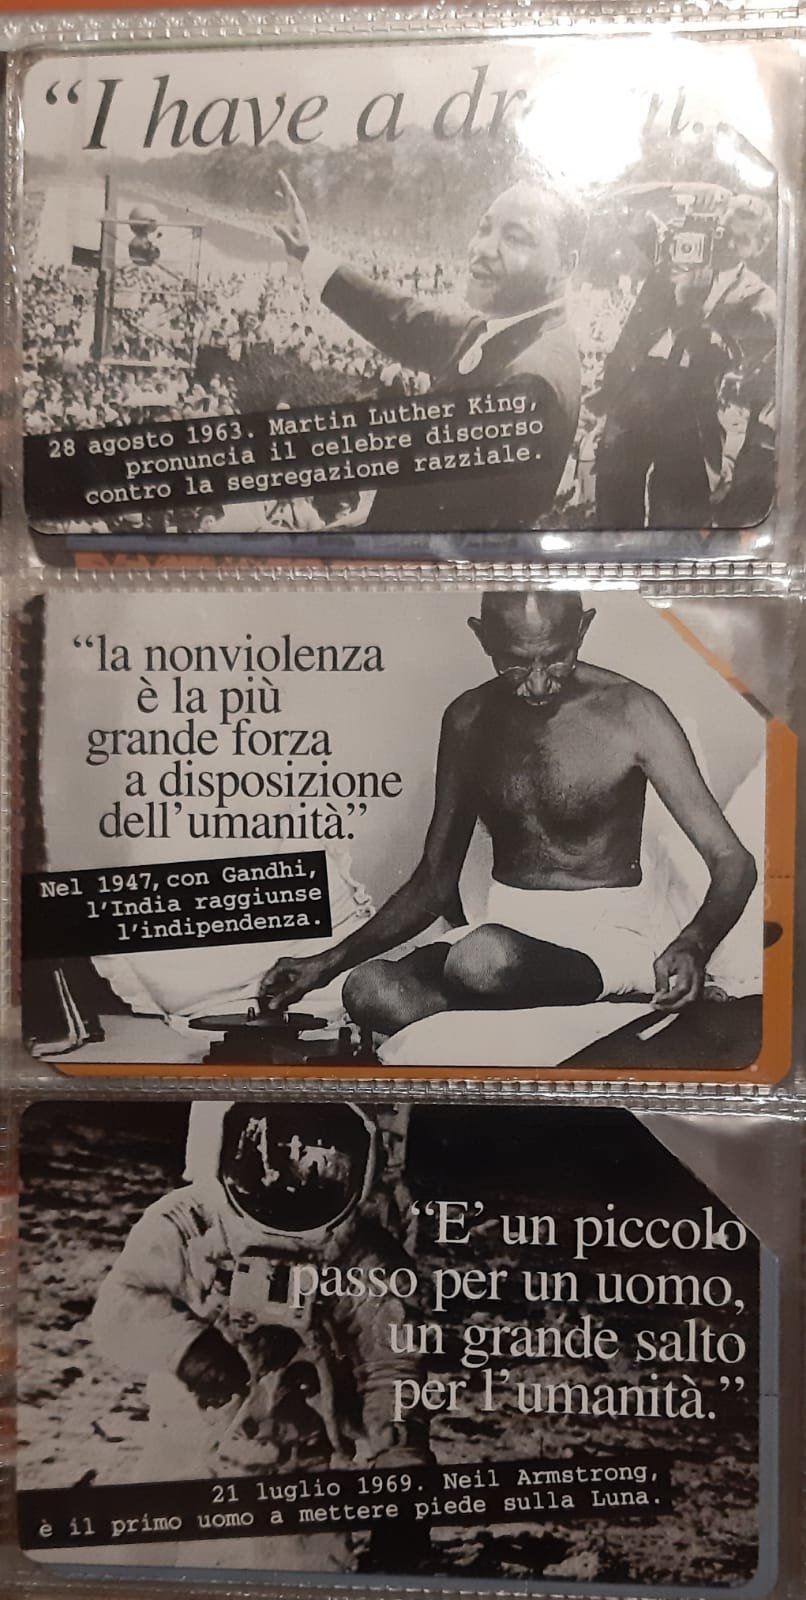 “I have a dream...
28 agosto 1963. Martin Luther King,
pronuncia il celebre discorso
contro la segregazione razziale.
“la nonviolenza
è la più
grande forza
a disposizione
dell'umanità.”
Nel 1947, con Gandhi,
l'India raggiunse
l'indipendenza.
“E' un piccolo
passo per un uomo,
un grande salto
per l'umanità.”
21 luglio 1969. Neil Armstrong,
è il primo uomo a mettere piede sulla Luna.